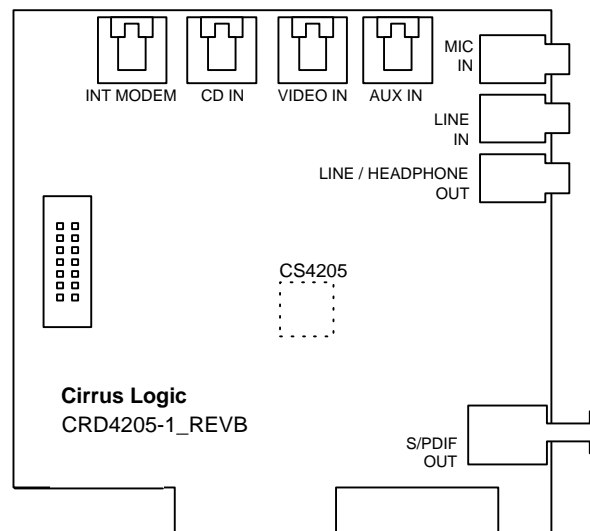 INT MODEM
CD IN
VIDEO IN
AUX IN
MIC
IN
LINE
IN
LINE / HEADPHONE
OUT
CS4205
Cirrus Logic
CRD4205-1_REVB
S/PDIF
OUT